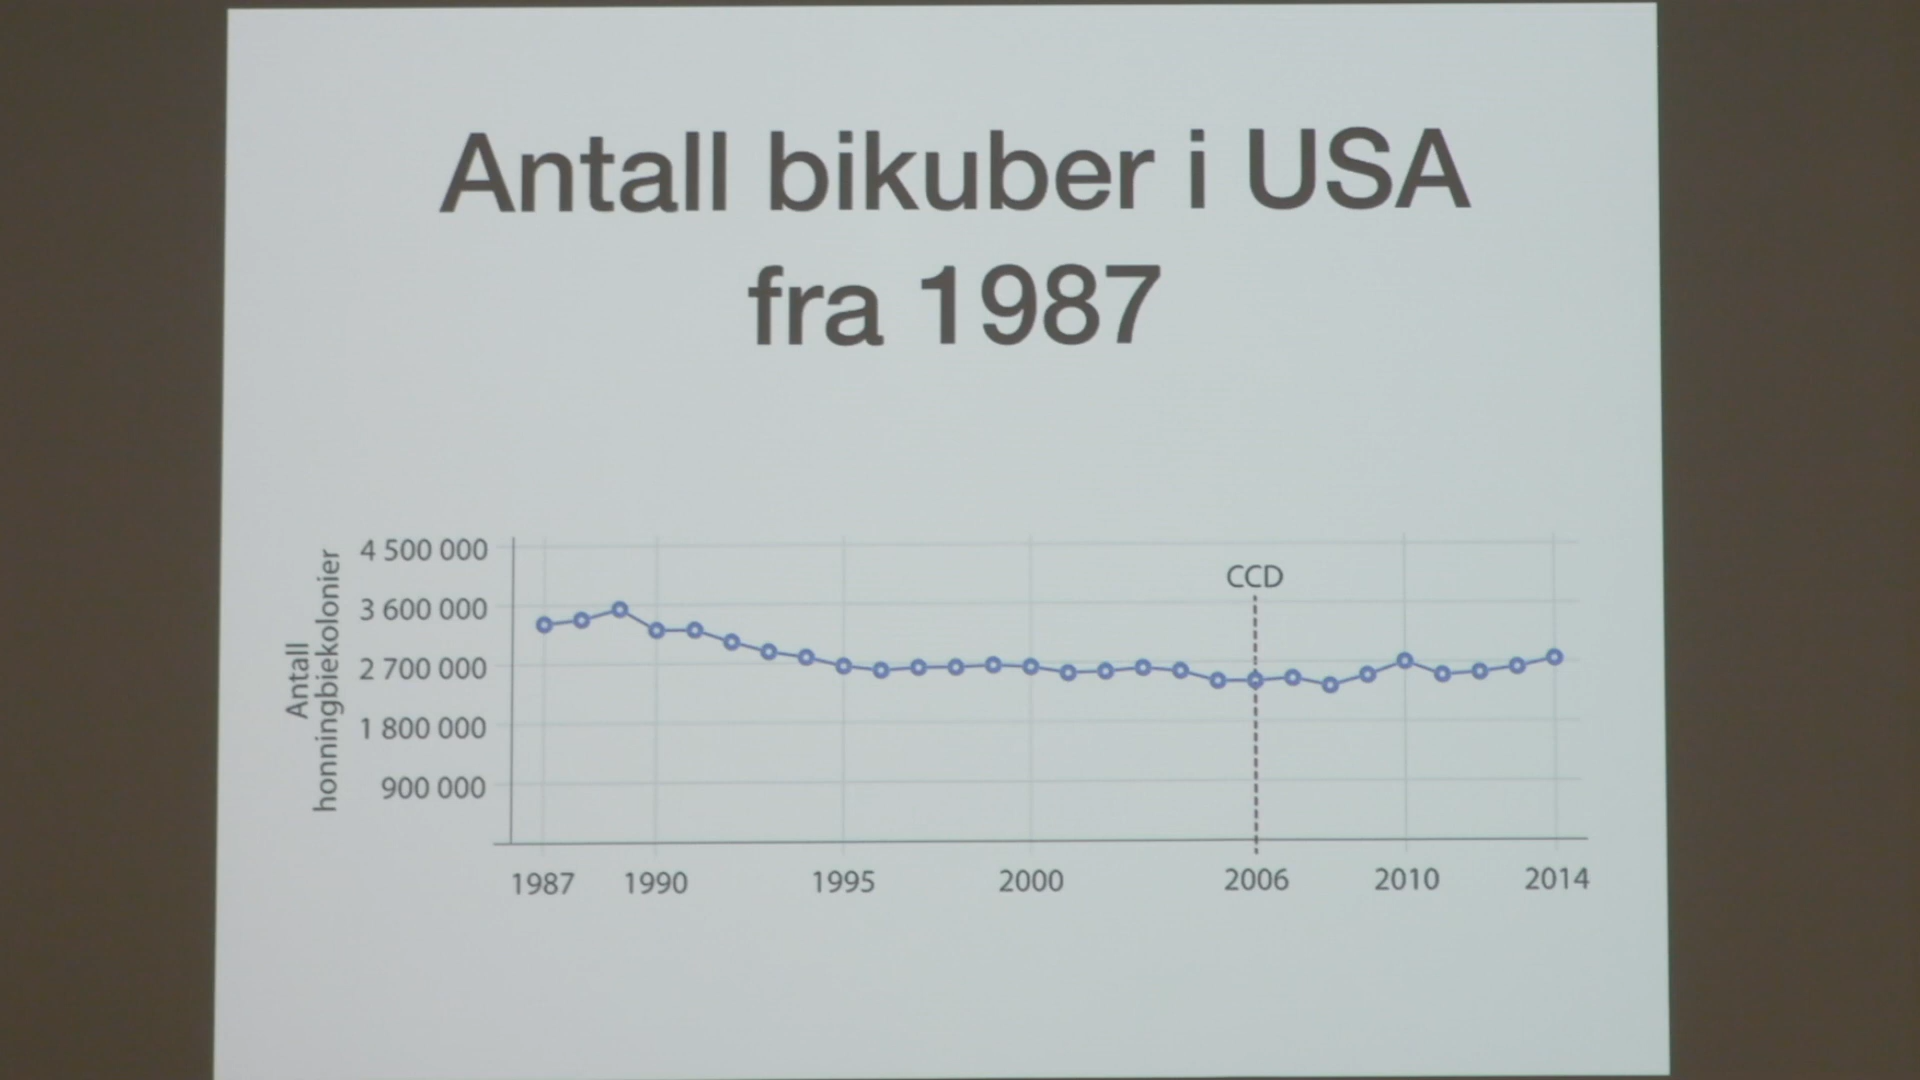 Antall bikuber i USA
fra 1987
Antall
honningbiekolonier
4 500 000
3 600 000
2 700 000
1 800 000
900 000
CCD
1987 1990 1995 2000 2006 2010 2014